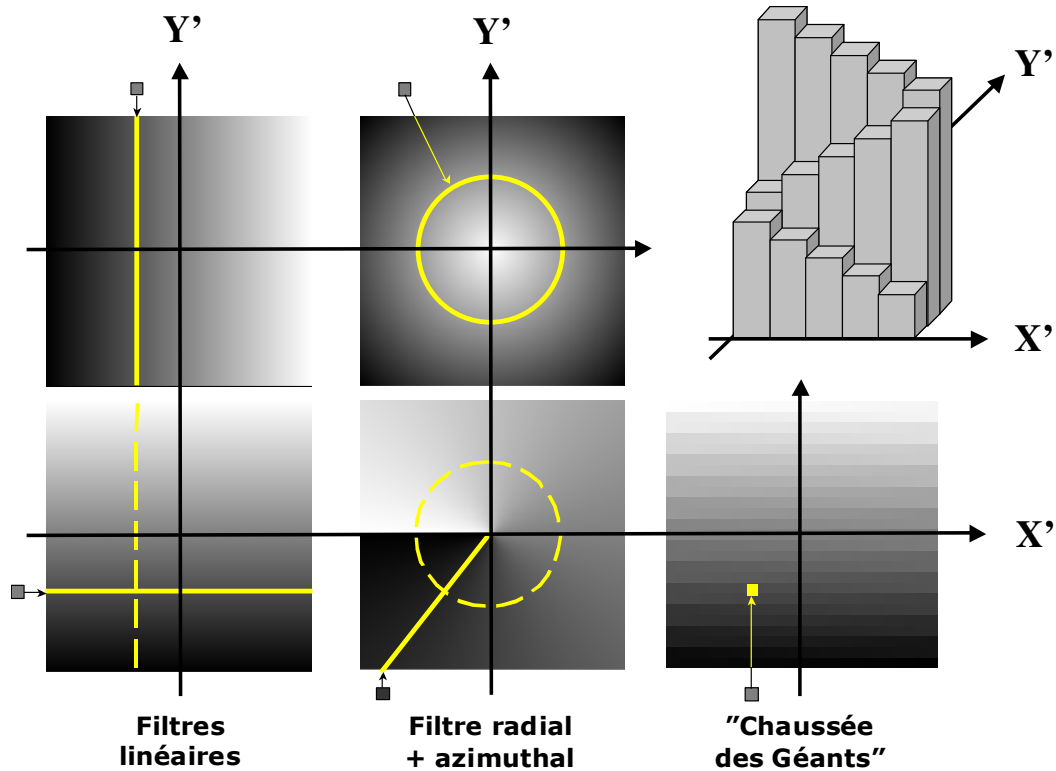 Y’
Y’
Y’
X’
X’
Filtres
linéaires
Filtre radial
+ azimuthal
”Chaussée
des Géants”